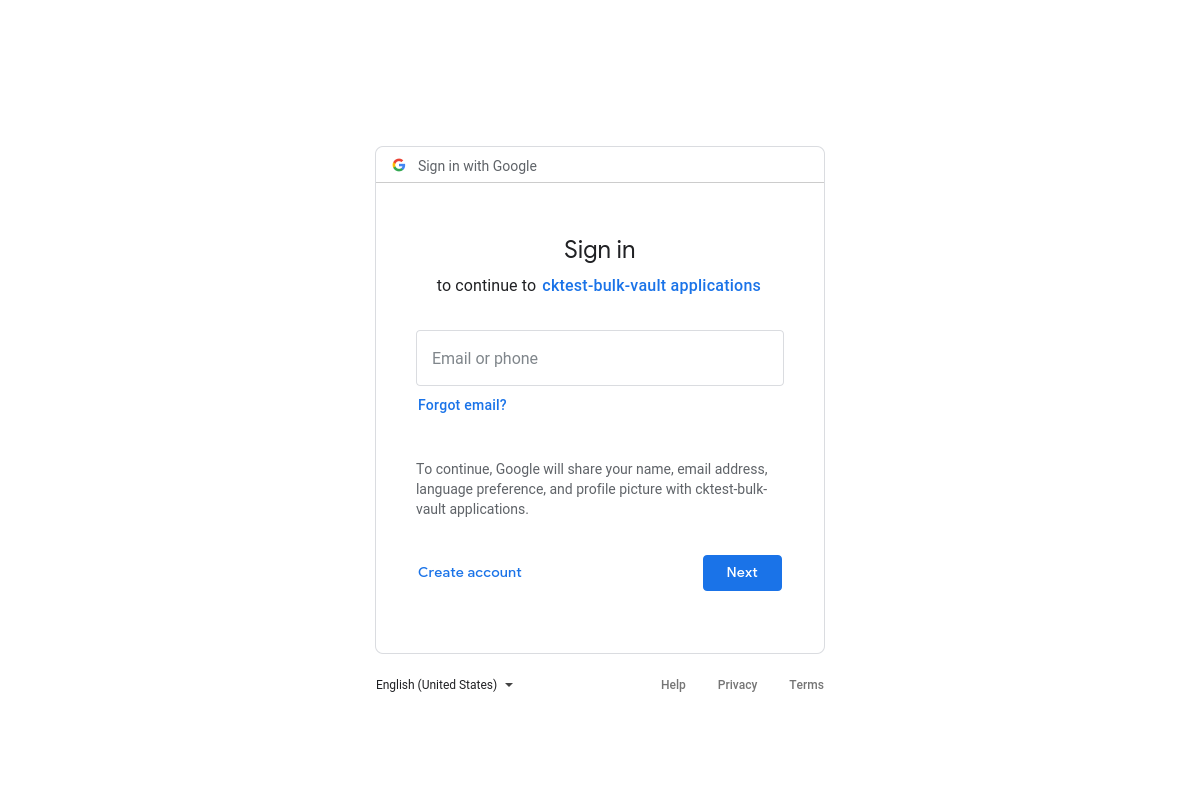 Sign in with Google
Sign in
to continue to cktest-bulk-vault applications
Email or phone
Forgot email?
To continue, Google will share your name, email address,
language preference, and profile picture with cktest-bulk-
vault applications.
Create account
Next
English (United States)
Help
Privacy
Terms